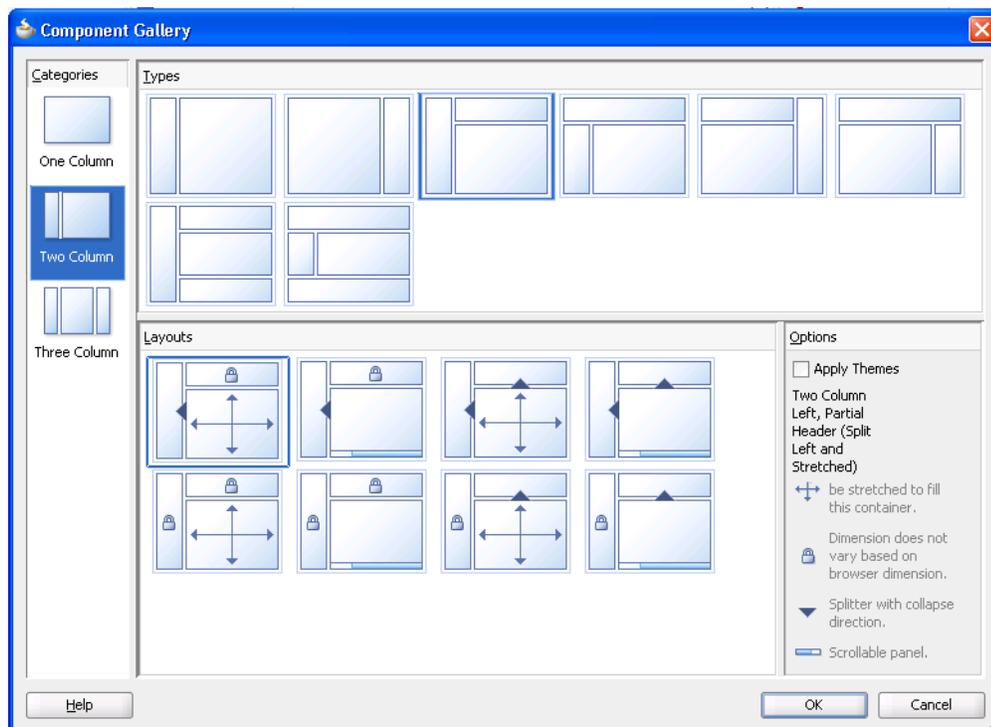 Component Gallery
Categories
One Column
Two Column
Three Column
Types
Layouts
Options
Apply Themes
Two Column
Left, Partial
Header (Split
Left and
Stretched)
be stretched to fill
this container.
Dimension does not
vary based on
browser dimension.
Splitter with collapse
direction.
Scrollable panel.
Help
OK
Cancel